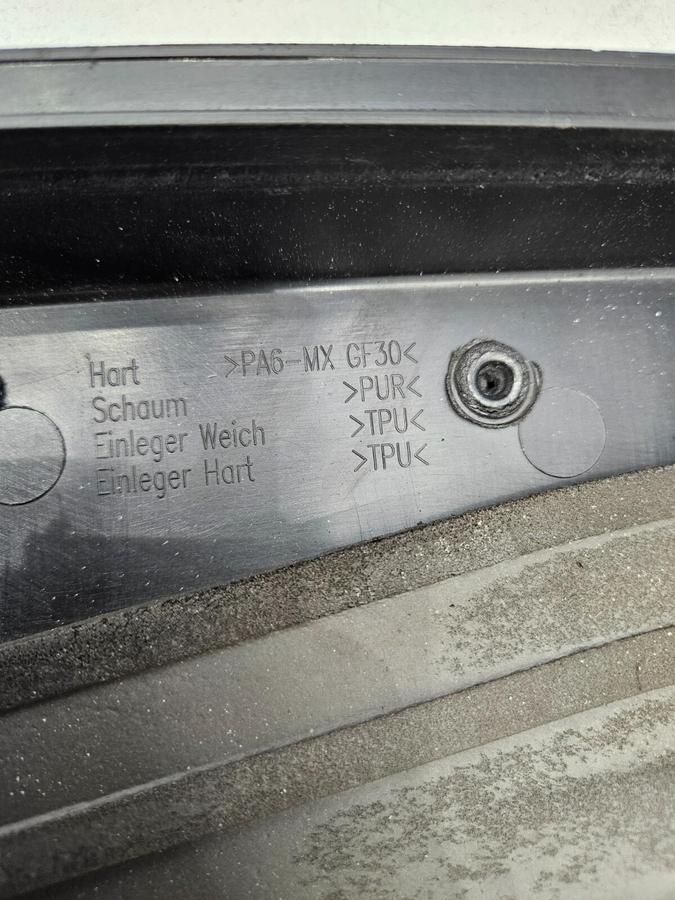 Hart >PA6-MX GF30<
Schaum >PUR<
Einleger Weich >TPU<
Einleger Hart >TPU<